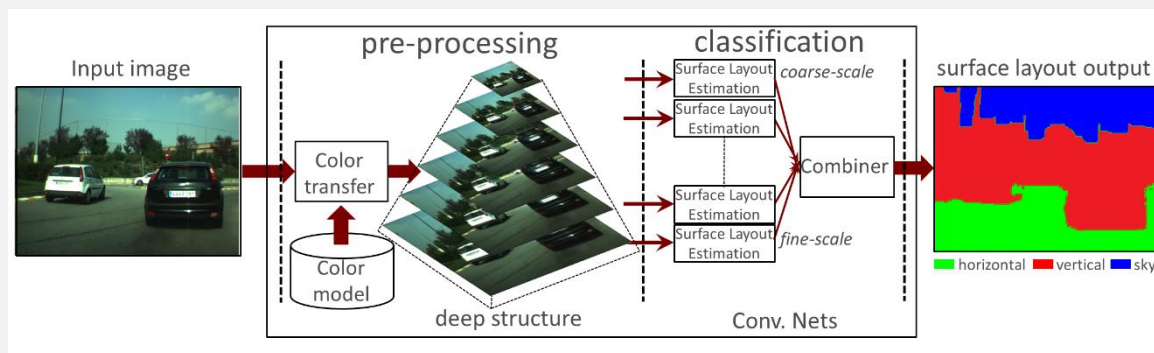 Input image
pre-processing
Color
transfer
Color
model
deep structure
classification
Surface Layout
Estimation
coarse-scale
Surface Layout
Estimation
Surface Layout
Estimation
Surface Layout
Estimation
fine-scale
Combiner
Conv. Nets
surface layout output
horizontal vertical sky